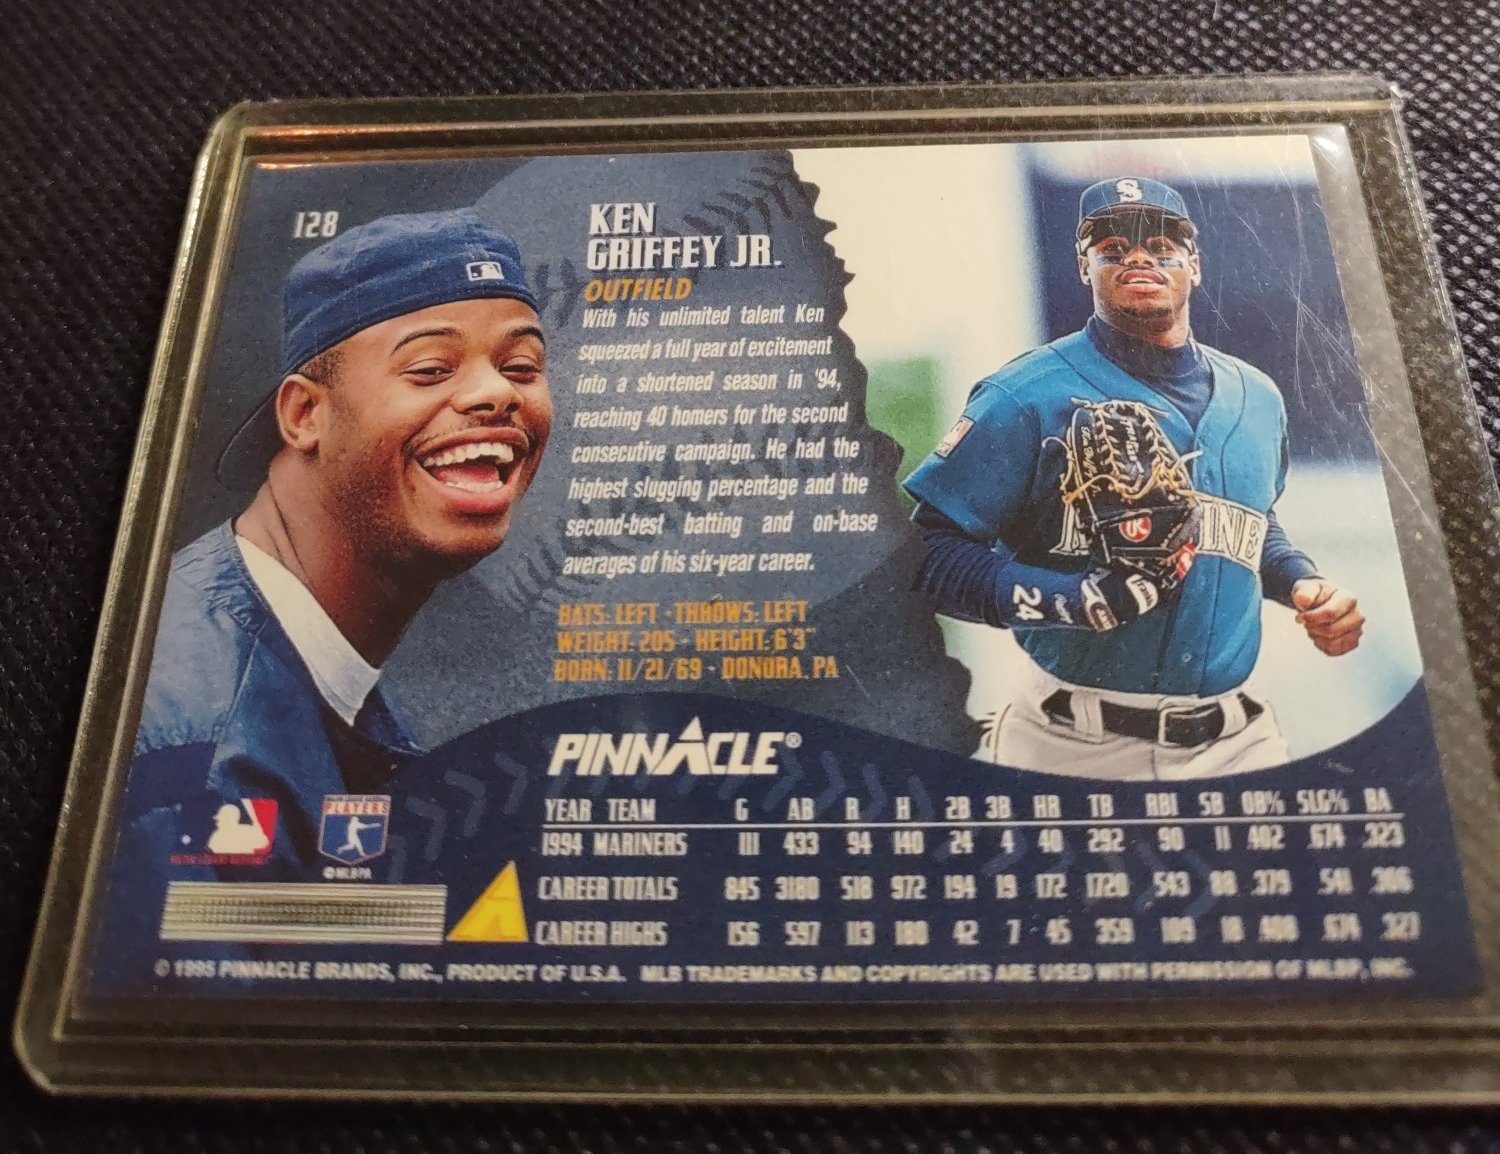 128
KEN
GRIFFEY JR.
OUTFIELD
With his unlimited talent Ken
squeezed a full year of excitement
into a shortened season in '94,
reaching 40 homers for the second
consecutive campaign. He had the
highest slugging percentage and the
second-best batting and on-base
averages of his six-year career.
BATS: LEFT · THROWS: LEFT
WEIGHT: 205 · HEIGHT: 6'3"
BORN: 11/21/69 · DONORA, PA
S
24
INE
PINNACLE®
PLAYERS
©MLBPA
YEAR TEAM G AB R H 2B 3B HR TB RBI SB OB% SLG% BA
1994 MARINERS 111 433 94 140 24 4 40 292 90 11 .402 .674 .323
CAREER TOTALS 845 3180 518 972 194 19 172 1720 543 88 .379 .541 .306
CAREER HIGHS 156 597 113 180 42 7 45 359 109 18 .408 .674 .327
© 1995 PINNACLE BRANDS, INC., PRODUCT OF U.S.A. MLB TRADEMARKS AND COPYRIGHTS ARE USED WITH PERMISSION OF MLBP, INC.